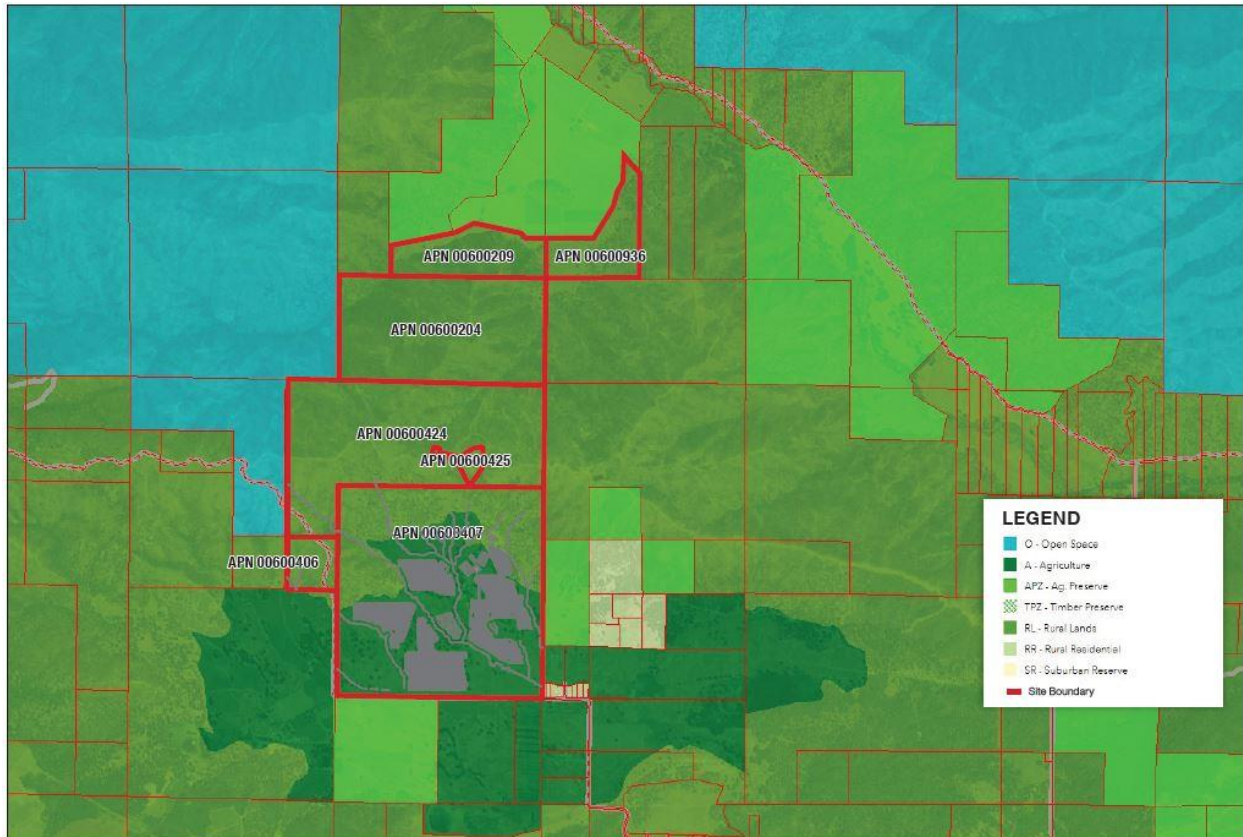 APN 00600209
APN 00600936
APN 00600204
APN 00600424
APN 00600425
APN 00600407
APN 00600406
LEGEND
O - Open Space
A - Agriculture
APZ - Ag. Preserve
TPZ - Timber Preserve
RL - Rural Lands
RR - Rural Residential
SR - Suburban Reserve
Site Boundary